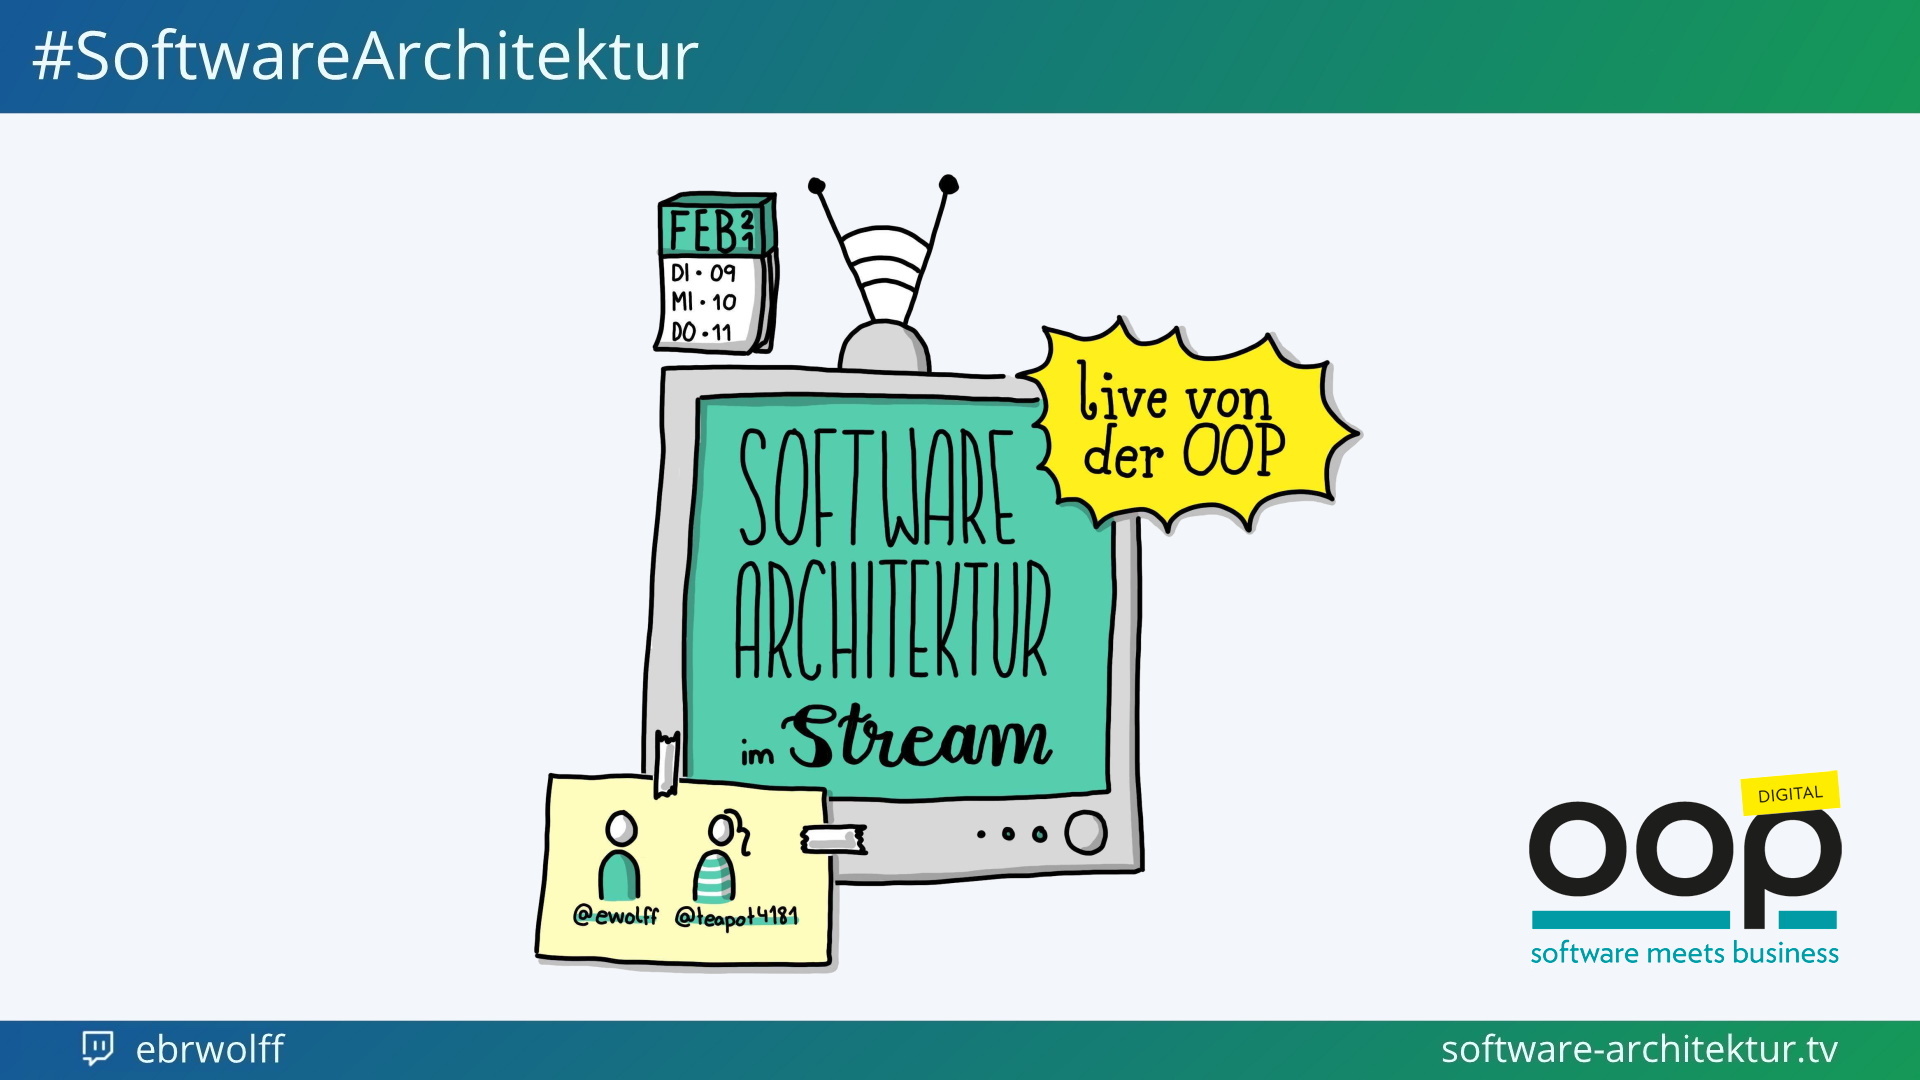 #SoftwareArchitektur
FEB 21
DI · 09
MI · 10
DO · 11
live von
der OOP
SOFTWARE
ARCHITEKTUR
im Stream
@ewolff @teapot4181
DIGITAL
oop
software meets business
ebrwolff
software-architektur.tv